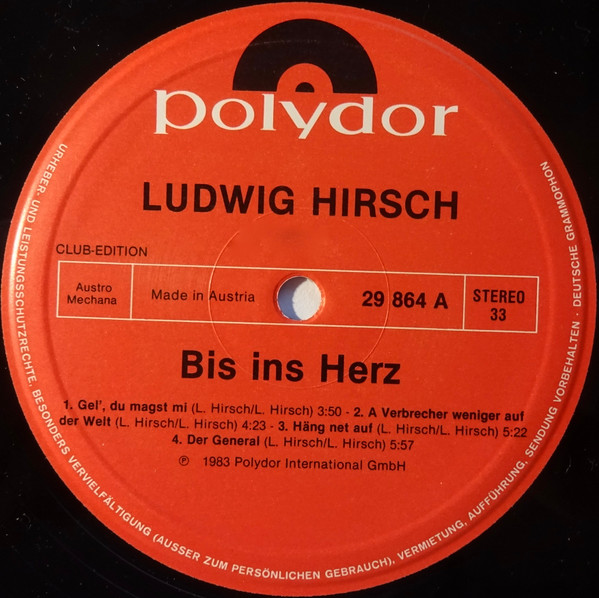 polydor
LUDWIG HIRSCH
CLUB-EDITION
Austro
Mechana
Made in Austria
29 864 A
STEREO
33
Bis ins Herz
1. Gel', du magst mi (L. Hirsch/L. Hirsch) 3:50 - 2. A Verbrecher weniger auf
der Welt (L. Hirsch/L. Hirsch) 4:23 - 3. Häng net auf (L. Hirsch/L. Hirsch) 5:22
4. Der General (L. Hirsch/L. Hirsch) 5:57
℗ 1983 Polydor International GmbH
URHEBER- UND LEISTUNGSSCHUTZRECHTE, BESONDERS VERVIELFÄLTIGUNG (AUSSER ZUM PERSÖNLICHEN GEBRAUCH), VERMIETUNG, AUFFÜHRUNG, SENDUNG VORBEHALTEN · DEUTSCHE GRAMMOPHON